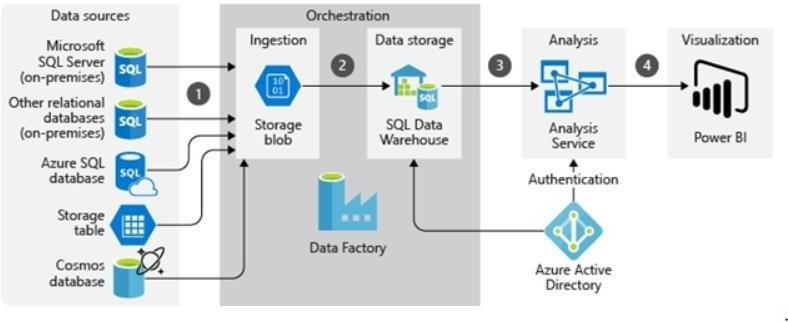 Data sources
Microsoft
SQL Server
(on-premises)
SQL
Other relational
databases
(on-premises)
SQL
Azure SQL
database
SQL
Storage
table
Cosmos
database
1
Orchestration
Ingestion
10
01
Storage
blob
2
Data storage
SQL
SQL Data
Warehouse
Data Factory
3
Analysis
Analysis
Service
Authentication
Azure Active
Directory
4
Visualization
Power BI